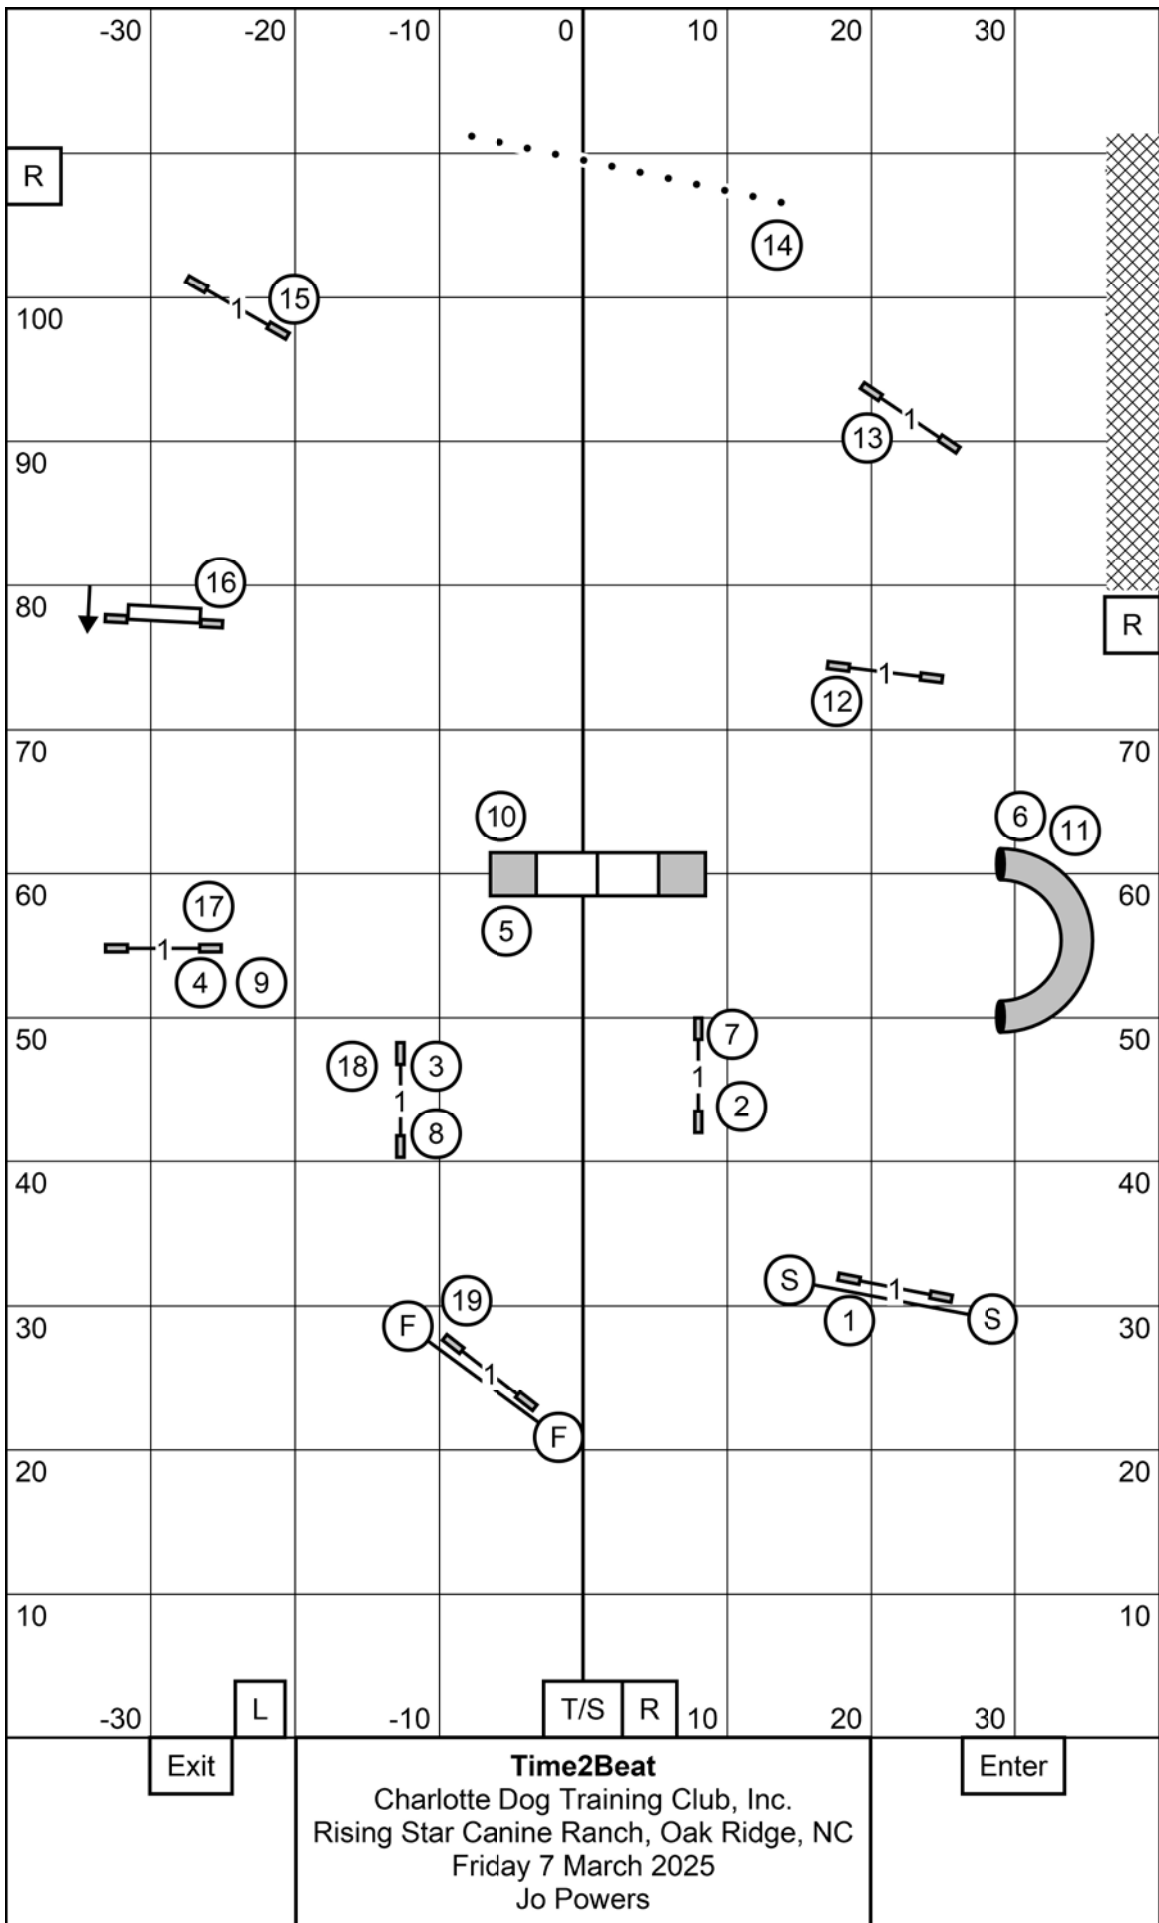 -30 -20 -10 0 10 20 30
R
14
15
100
1
1
13
90
16
80
R
1
12
70 70
10 6 11
60 60
17
1
5
4 9
50 50
7
18 3
1
1
2
8
40 40
S 1
19
1 S
30 F 30
1
F
20 20
10 10
L T/S R
-30 -10 10 20 30
Exit Time2Beat Enter
Charlotte Dog Training Club, Inc.
Rising Star Canine Ranch, Oak Ridge, NC
Friday 7 March 2025
Jo Powers